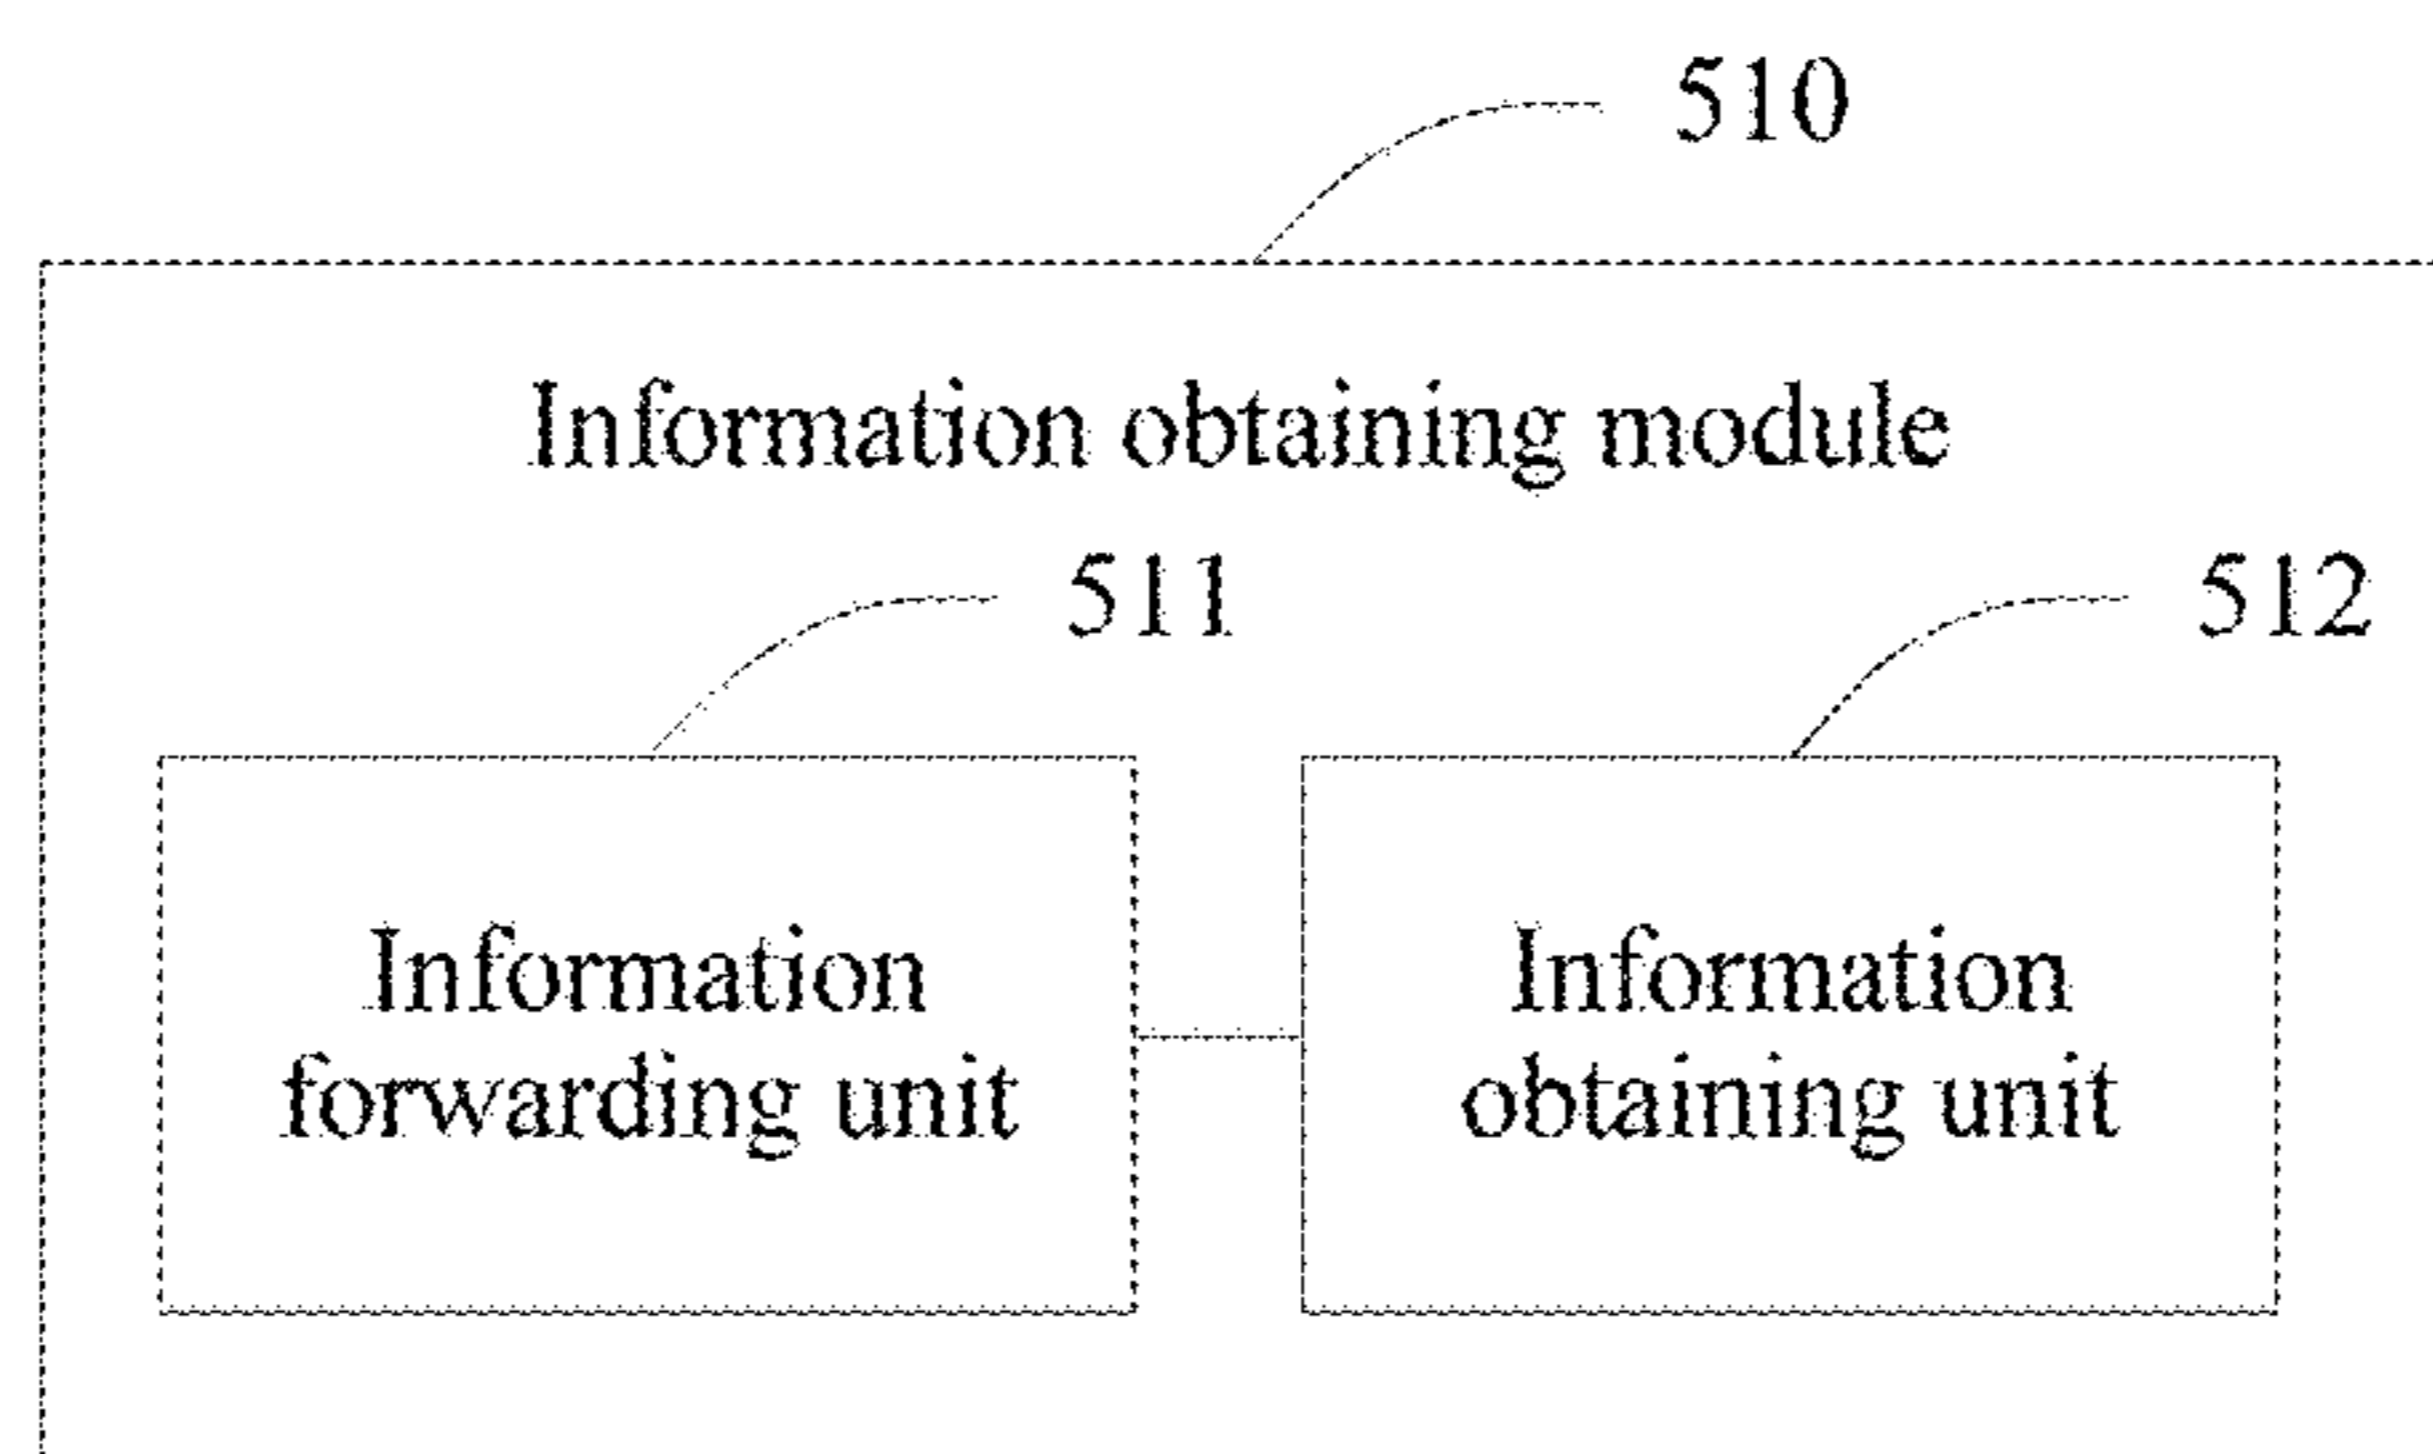 510
Information obtaining module
511
512
Information
forwarding unit
Information
obtaining unit